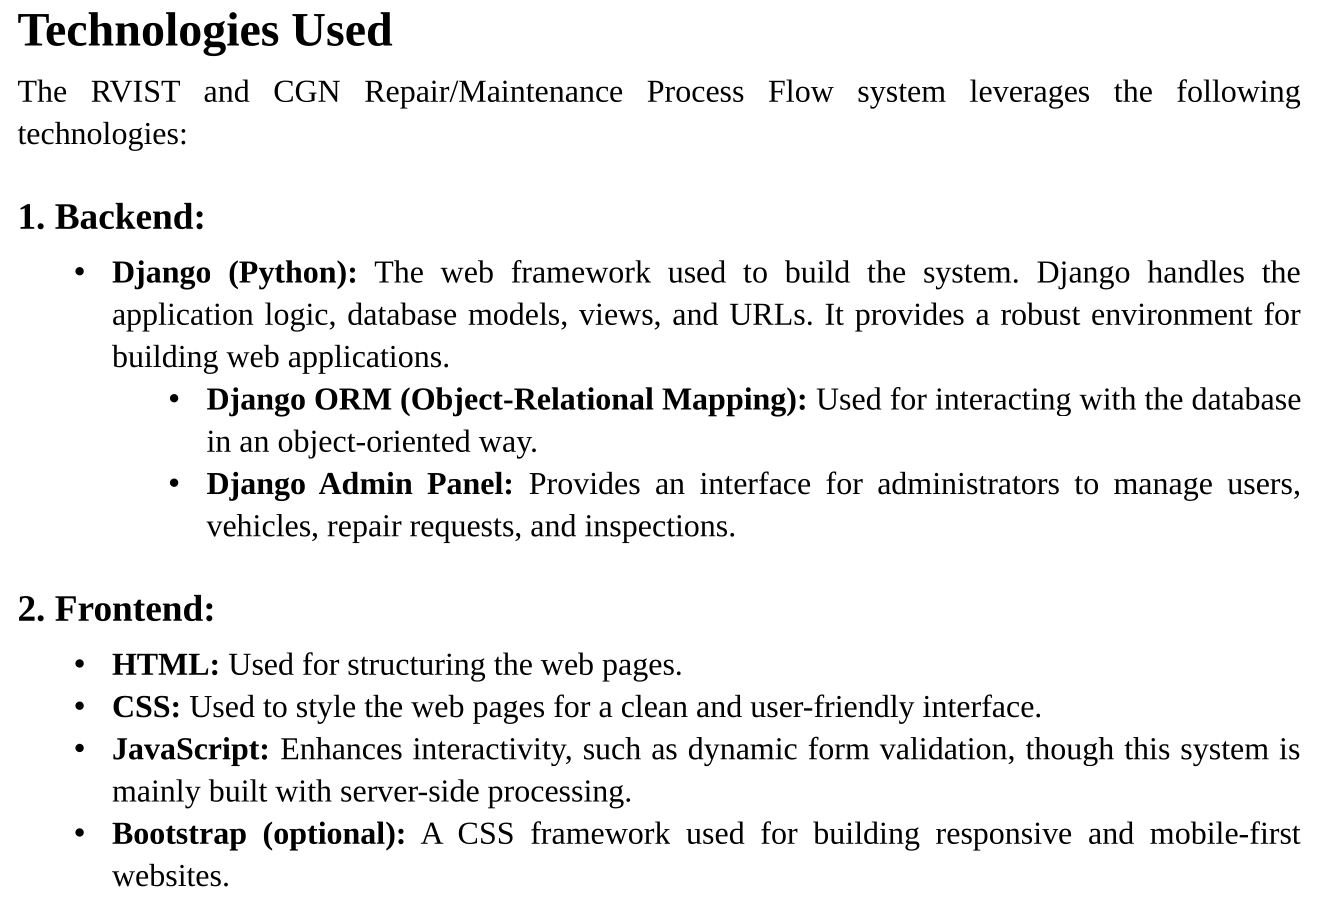 Technologies Used
The RVIST and CGN Repair/Maintenance Process Flow system leverages the following
technologies:
1. Backend:
• Django (Python): The web framework used to build the system. Django handles the
application logic, database models, views, and URLs. It provides a robust environment for
building web applications.
• Django ORM (Object-Relational Mapping): Used for interacting with the database
in an object-oriented way.
• Django Admin Panel: Provides an interface for administrators to manage users,
vehicles, repair requests, and inspections.
2. Frontend:
• HTML: Used for structuring the web pages.
• CSS: Used to style the web pages for a clean and user-friendly interface.
• JavaScript: Enhances interactivity, such as dynamic form validation, though this system is
mainly built with server-side processing.
• Bootstrap (optional): A CSS framework used for building responsive and mobile-first
websites.